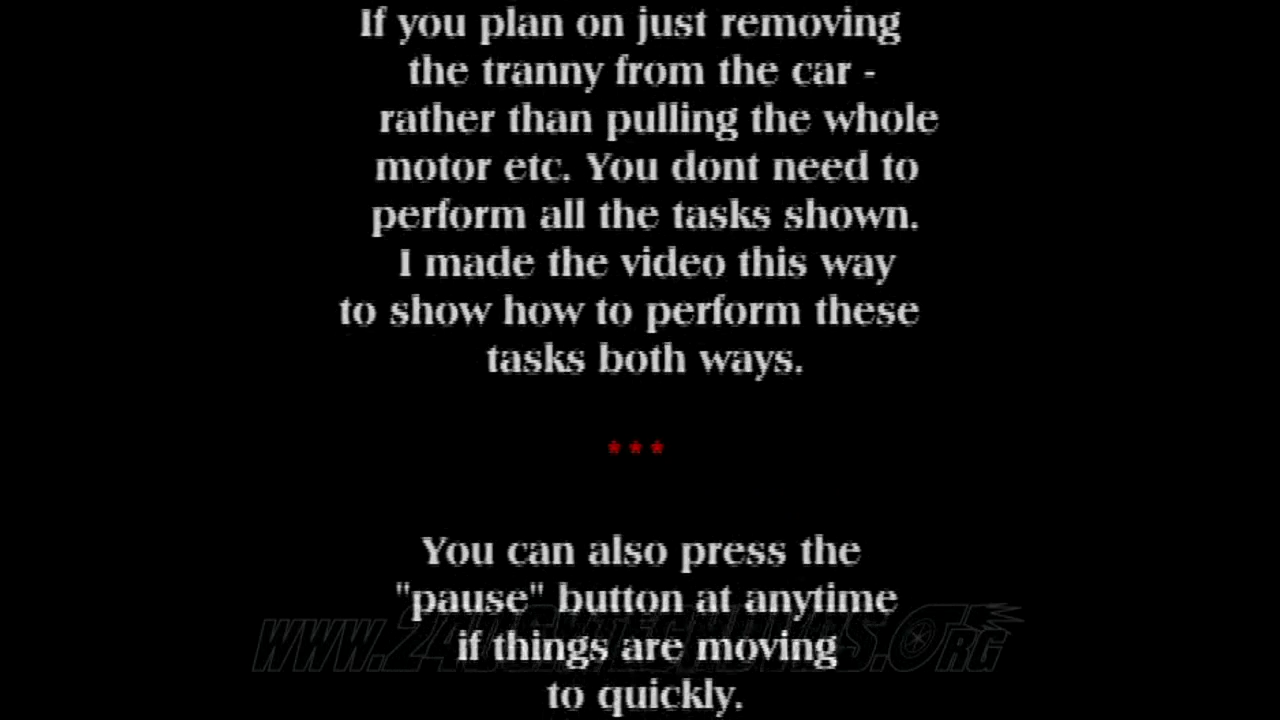 If you plan on just removing
the tranny from the car -
rather than pulling the whole
motor etc. You dont need to
perform all the tasks shown.
I made the video this way
to show how to perform these
tasks both ways.
***
You can also press the
"pause" button at anytime
if things are moving
to quickly.